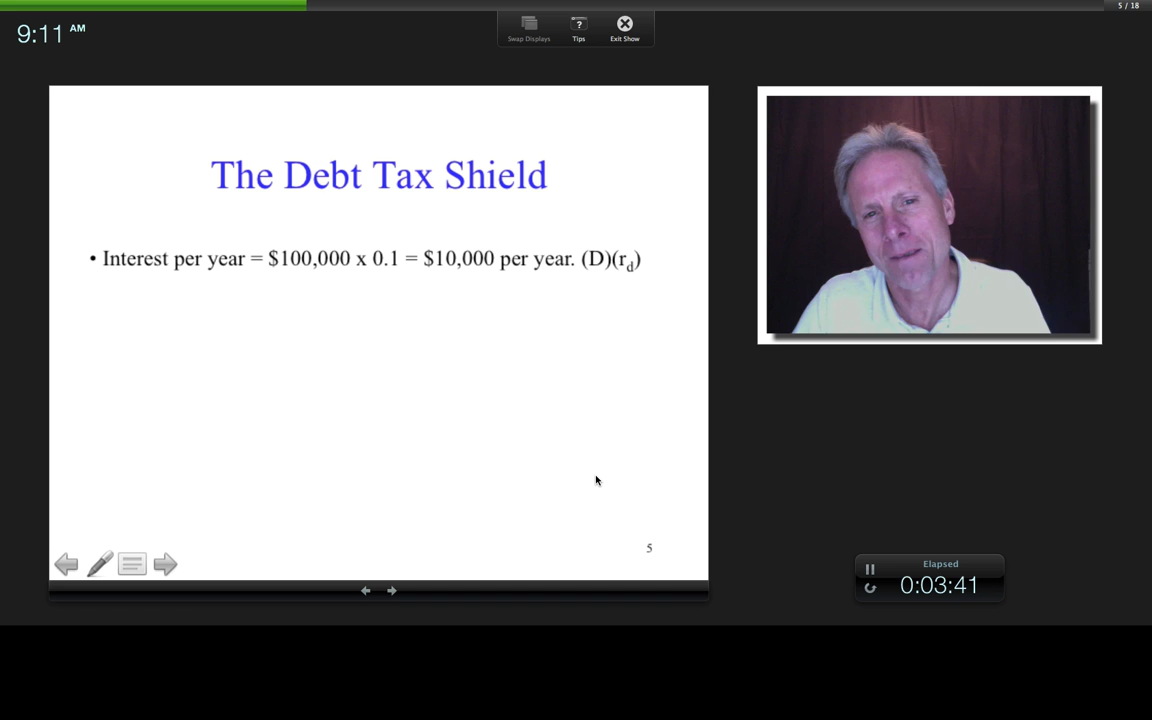 5 / 18
9:11 AM
Swap Displays
Tips
Exit Show
The Debt Tax Shield
• Interest per year = $100,000 x 0.1 = $10,000 per year. (D)(rd)
5
Elapsed
0:03:41